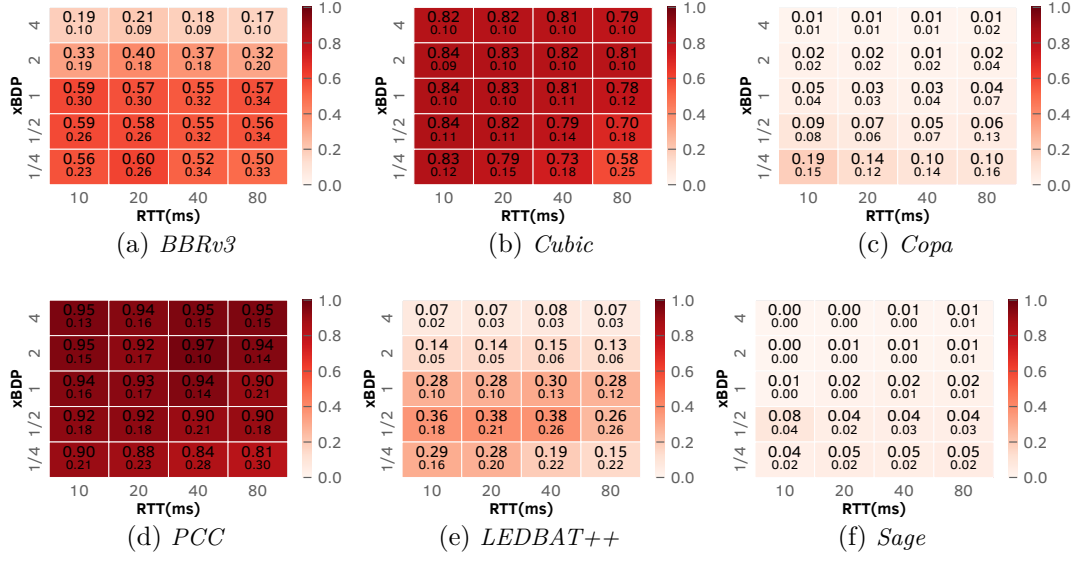 4 0.19 0.21 0.18 0.17 1.0
0.10 0.09 0.09 0.10
2 0.33 0.40 0.37 0.32 0.8
0.19 0.18 0.18 0.20
xBDP 1 0.59 0.57 0.55 0.57 0.6
0.30 0.30 0.32 0.34
1/2 0.59 0.58 0.55 0.56 0.4
0.26 0.26 0.32 0.34
1/4 0.56 0.60 0.52 0.50 0.2
0.23 0.26 0.34 0.33 0.0
10 20 40 80
RTT(ms)
(a) BBRv3
4 0.82 0.82 0.81 0.79 1.0
0.10 0.10 0.10 0.10
2 0.84 0.83 0.82 0.81 0.8
0.09 0.10 0.10 0.10
xBDP 1 0.84 0.83 0.81 0.78 0.6
0.10 0.10 0.11 0.12
1/2 0.84 0.82 0.79 0.70 0.4
0.11 0.11 0.14 0.18
1/4 0.83 0.79 0.73 0.58 0.2
0.12 0.15 0.18 0.25 0.0
10 20 40 80
RTT(ms)
(b) Cubic
4 0.01 0.01 0.01 0.01 1.0
0.01 0.01 0.01 0.02
2 0.02 0.02 0.01 0.02 0.8
0.02 0.02 0.02 0.04
xBDP 1 0.05 0.03 0.03 0.04 0.6
0.04 0.04 0.04 0.07
1/2 0.09 0.07 0.05 0.06 0.4
0.08 0.06 0.07 0.13
1/4 0.19 0.14 0.10 0.10 0.2
0.15 0.12 0.14 0.16 0.0
10 20 40 80
RTT(ms)
(c) Copa
4 0.95 0.94 0.95 0.95 1.0
0.13 0.16 0.15 0.15
2 0.95 0.92 0.97 0.94 0.8
0.15 0.17 0.10 0.14
xBDP 1 0.94 0.93 0.94 0.90 0.6
0.16 0.17 0.14 0.21
1/2 0.92 0.92 0.90 0.90 0.4
0.18 0.18 0.21 0.18
1/4 0.90 0.88 0.84 0.81 0.2
0.21 0.23 0.28 0.30 0.0
10 20 40 80
RTT(ms)
(d) PCC
4 0.07 0.07 0.08 0.07 1.0
0.02 0.03 0.03 0.03
2 0.14 0.14 0.15 0.13 0.8
0.05 0.05 0.06 0.06
xBDP 1 0.28 0.28 0.30 0.28 0.6
0.10 0.10 0.13 0.12
1/2 0.36 0.38 0.38 0.26 0.4
0.18 0.21 0.26 0.26
1/4 0.29 0.28 0.19 0.15 0.2
0.16 0.20 0.22 0.22 0.0
10 20 40 80
RTT(ms)
(e) LEDBAT++
4 0.00 0.00 0.01 0.01 1.0
0.00 0.00 0.00 0.01
2 0.00 0.01 0.01 0.01 0.8
0.00 0.00 0.00 0.01
xBDP 1 0.01 0.02 0.02 0.02 0.6
0.00 0.02 0.01 0.01
1/2 0.08 0.04 0.04 0.04 0.4
0.04 0.02 0.03 0.03
1/4 0.04 0.05 0.05 0.05 0.2
0.02 0.02 0.02 0.02 0.0
10 20 40 80
RTT(ms)
(f) Sage